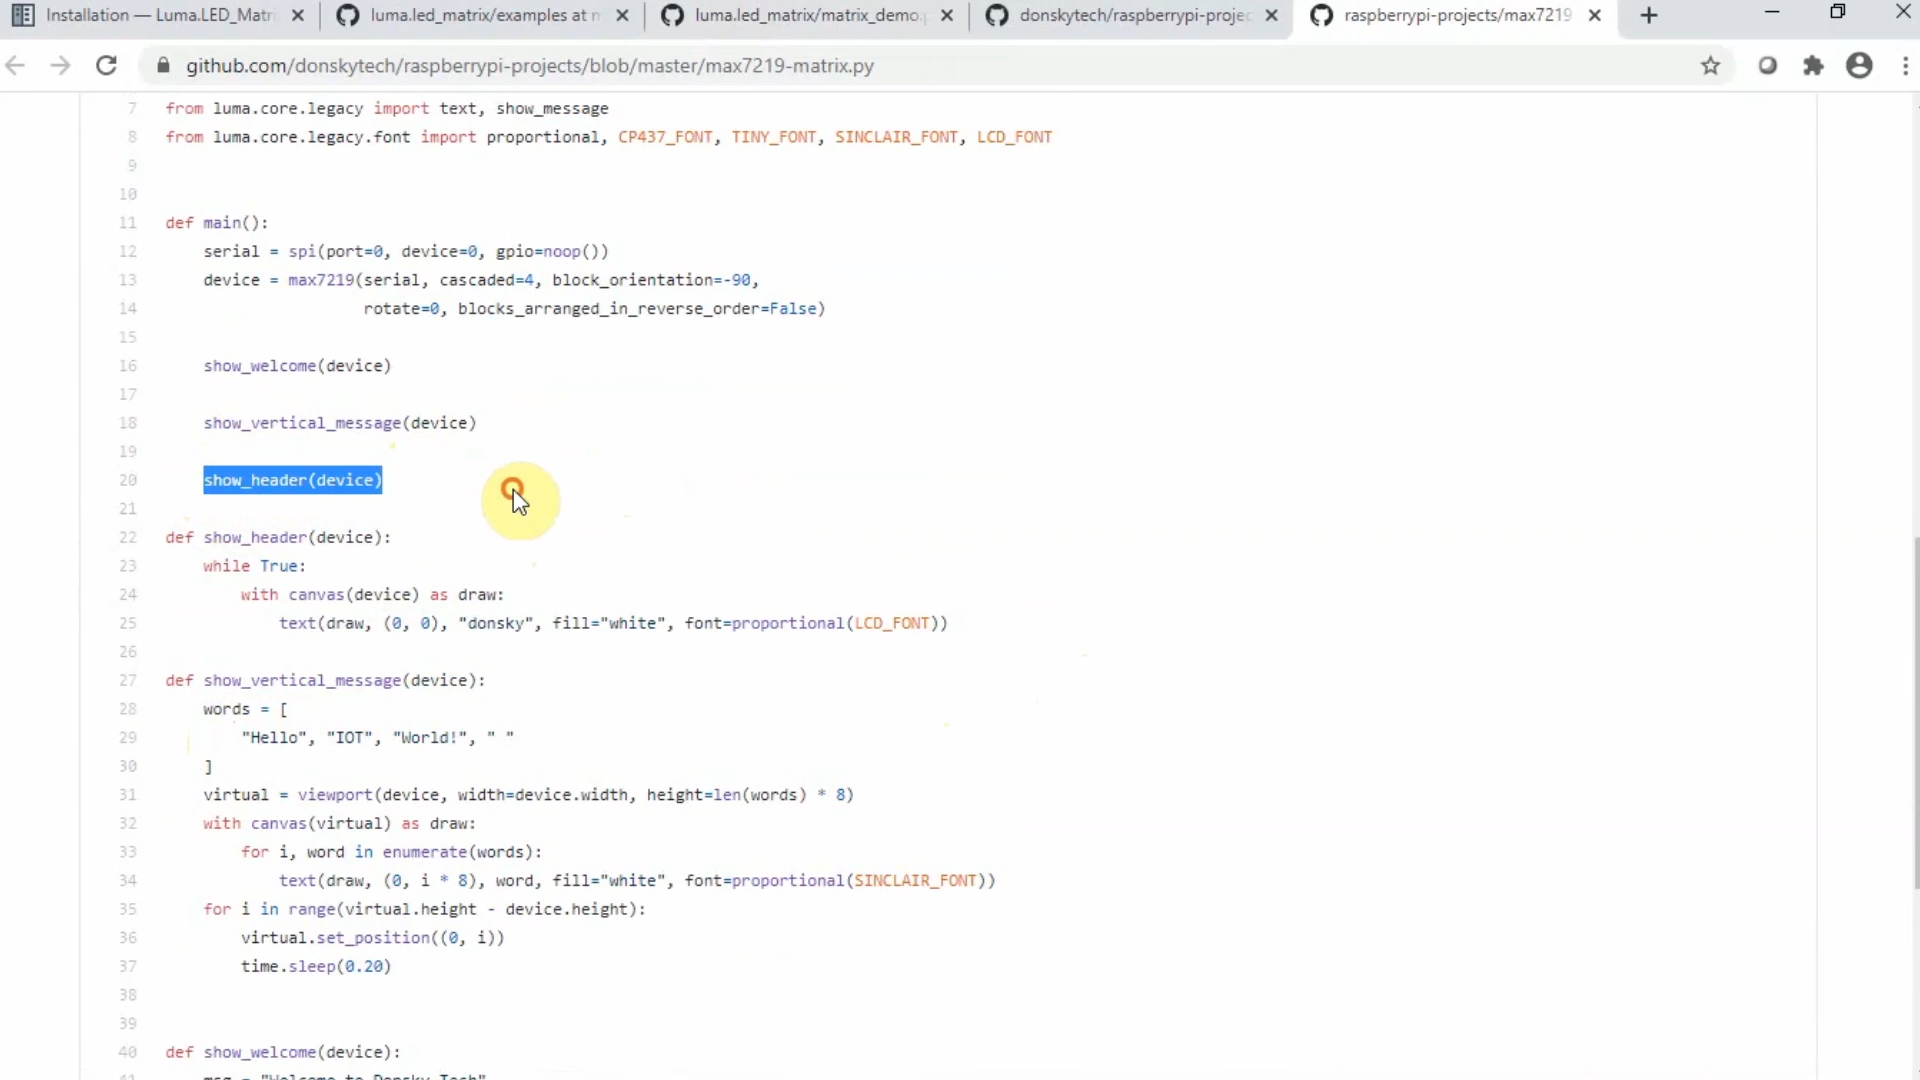 Installation — Luma.LED_Matri
luma.led_matrix/examples at m
luma.led_matrix/matrix_demo.p
donskytech/raspberrypi-projec
raspberrypi-projects/max7219
github.com/donskytech/raspberrypi-projects/blob/master/max7219-matrix.py
7 from luma.core.legacy import text, show_message
8 from luma.core.legacy.font import proportional, CP437_FONT, TINY_FONT, SINCLAIR_FONT, LCD_FONT
9
10
11 def main():
12 serial = spi(port=0, device=0, gpio=noop())
13 device = max7219(serial, cascaded=4, block_orientation=-90,
14 rotate=0, blocks_arranged_in_reverse_order=False)
15
16 show_welcome(device)
17
18 show_vertical_message(device)
19
20 show_header(device)
21
22 def show_header(device):
23 while True:
24 with canvas(device) as draw:
25 text(draw, (0, 0), "donsky", fill="white", font=proportional(LCD_FONT))
26
27 def show_vertical_message(device):
28 words = [
29 "Hello", "IOT", "World!", " "
30 ]
31 virtual = viewport(device, width=device.width, height=len(words) * 8)
32 with canvas(virtual) as draw:
33 for i, word in enumerate(words):
34 text(draw, (0, i * 8), word, fill="white", font=proportional(SINCLAIR_FONT))
35 for i in range(virtual.height - device.height):
36 virtual.set_position((0, i))
37 time.sleep(0.20)
38
39
40 def show_welcome(device):
41 msg = "Welcome to Donsky Tech"